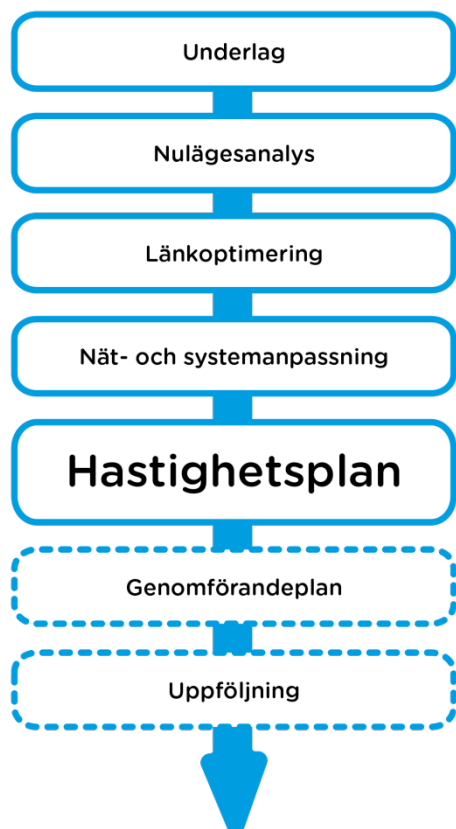 Underlag
Nulägesanalys
Länkoptimering
Nät- och systemanpassning
Hastighetsplan
Genomförandeplan
Uppföljning